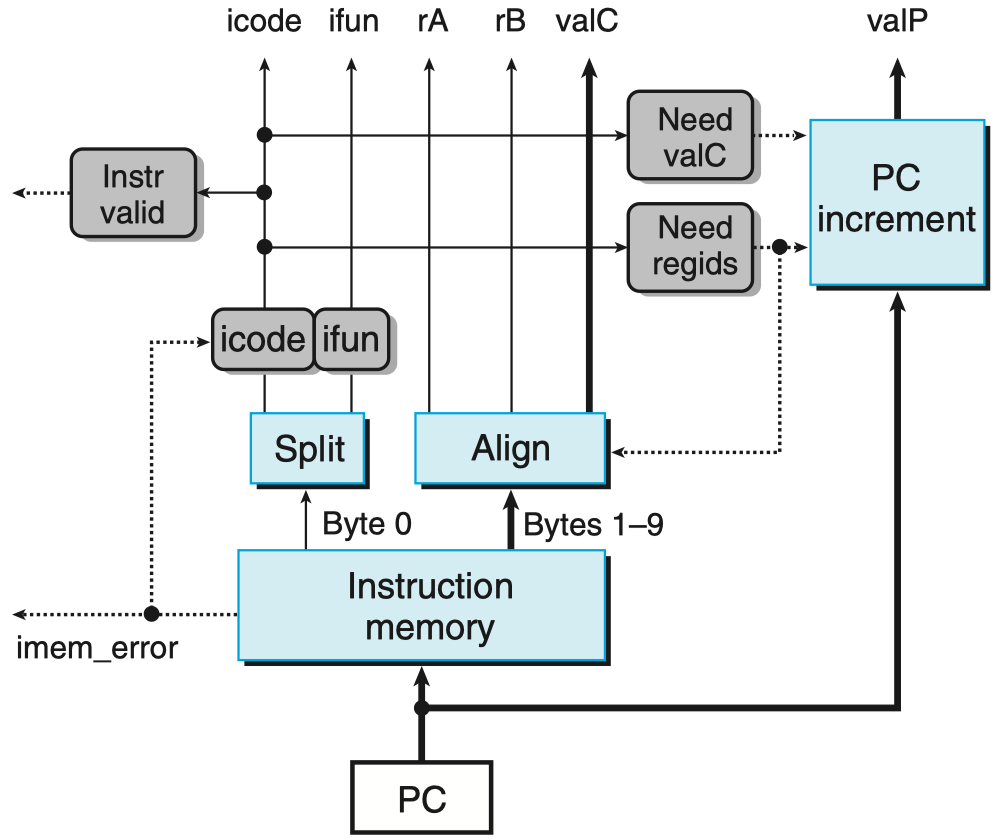 icode ifun rA rB valC valP
Need
valC
Instr
valid
PC
increment
Need
regids
icode ifun
Split
Align
Byte 0
Bytes 1–9
Instruction
memory
imem_error
PC